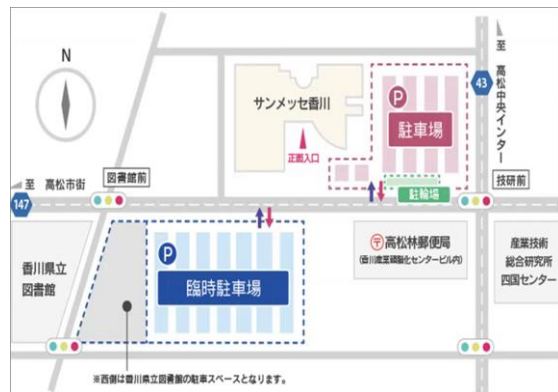 N
至 高松中央インター
43
サンメッセ香川
P
駐車場
正面入口
図書館前
至 高松市街
駐輪場
技研前
147
香川県立
図書館
P
臨時駐車場
〒高松林郵便局
(香川産業頭脳化センタービル内)
産業技術
総合研究所
四国センター
※西側は香川県立図書館の駐車スペースとなります。